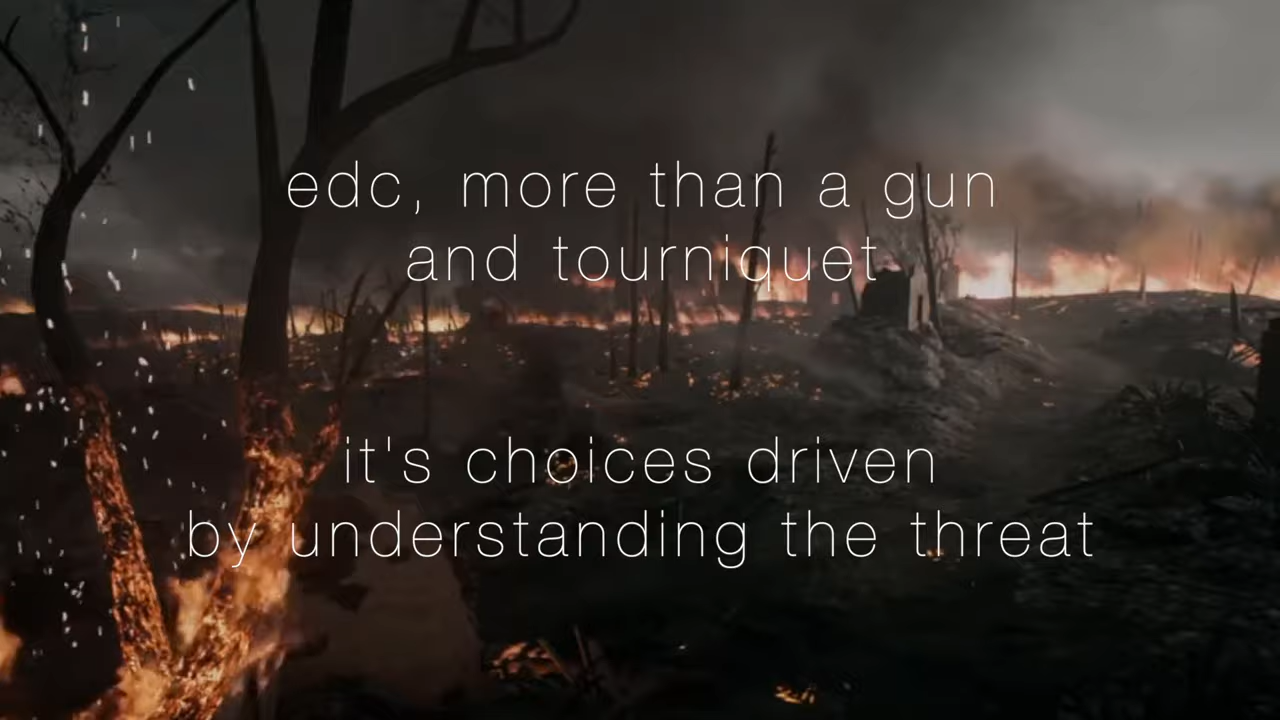 edc, more than a gun
and tourniquet
it's choices driven
by understanding the threat